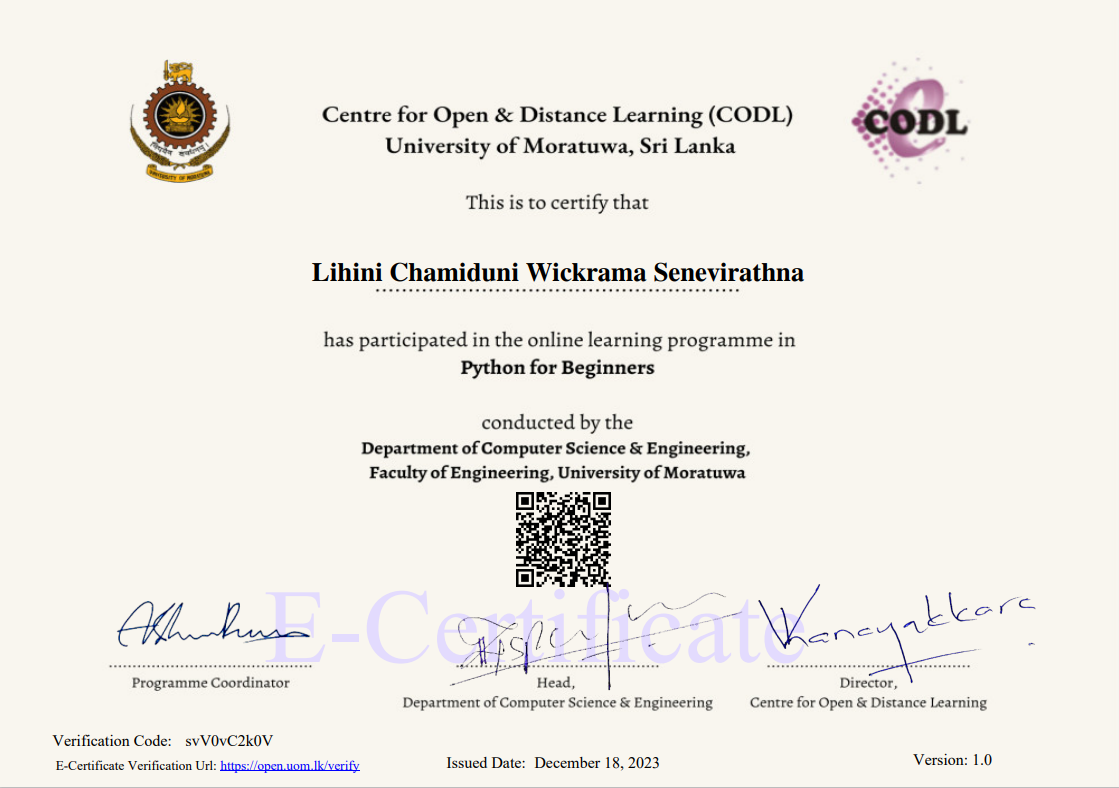 Centre for Open & Distance Learning (CODL)
University of Moratuwa, Sri Lanka
CODL
UNIVERSITY OF MORATUWA
This is to certify that
Lihini Chamiduni Wickrama Senevirathna
has participated in the online learning programme in
Python for Beginners
conducted by the
Department of Computer Science & Engineering,
Faculty of Engineering, University of Moratuwa
E-Certificate
Programme Coordinator
Head,
Department of Computer Science & Engineering
Director,
Centre for Open & Distance Learning
Verification Code: svV0vC2k0V
E-Certificate Verification Url: https://open.uom.lk/verify
Issued Date: December 18, 2023
Version: 1.0